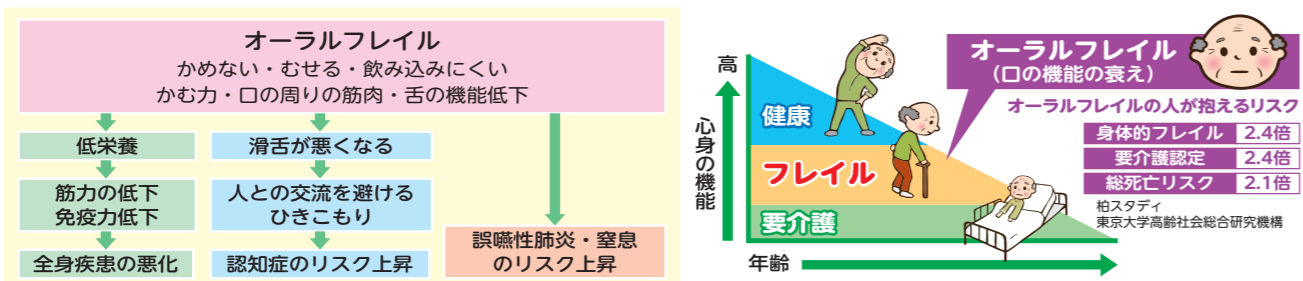 オーラルフレイル
かめない・むせる・飲み込みにくい
かむ力・口の周りの筋肉・舌の機能低下
低栄養
筋力の低下
免疫力低下
全身疾患の悪化
滑舌が悪くなる
人との交流を避ける
ひきこもり
認知症のリスク上昇
誤嚥性肺炎・窒息
のリスク上昇
高
心身の機能
健康
フレイル
要介護
年齢
オーラルフレイル
（口の機能の衰え）
オーラルフレイルの人が抱えるリスク
身体的フレイル 2.4倍
要介護認定 2.4倍
総死亡リスク 2.1倍
柏スタディ
東京大学高齢社会総合研究機構